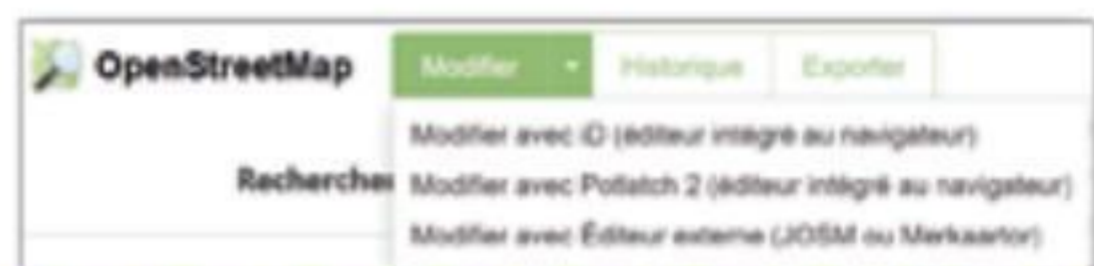 OpenStreetMap Modifier Historique Exporter
Modifier avec iD (éditeur intégré au navigateur)
Rechercher Modifier avec Potlatch 2 (éditeur intégré au navigateur)
Modifier avec Éditeur externe (JOSM ou Merkaartor)